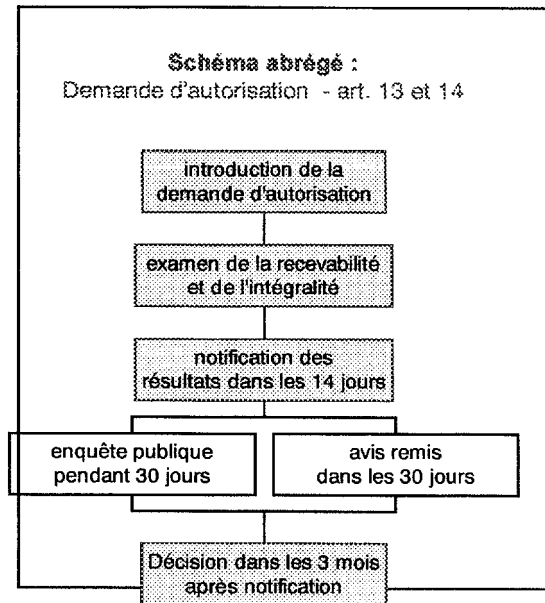 Schéma abrégé :
Demande d'autorisation - art. 13 et 14
introduction de la
demande d'autorisation
examen de la recevabilité
et de l'intégralité
notification des
résultats dans les 14 jours
enquête publique
pendant 30 jours
avis remis
dans les 30 jours
Décision dans les 3 mois
après notification